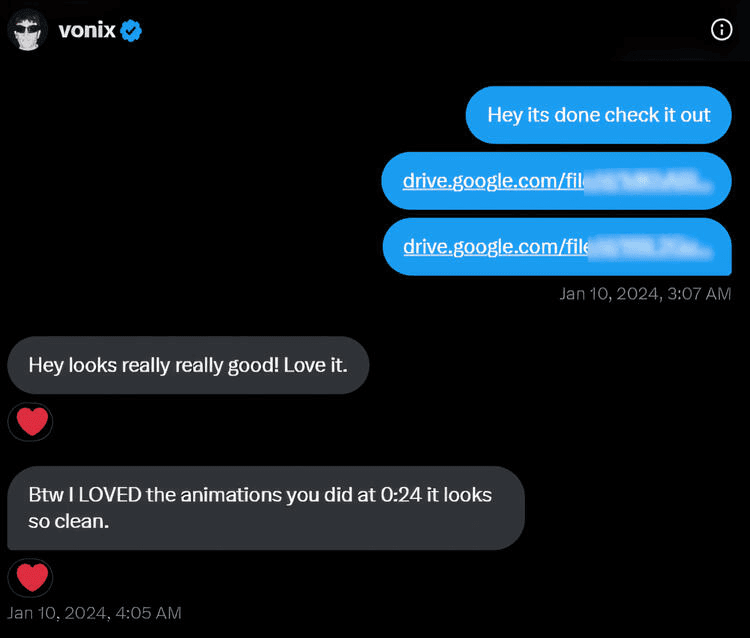 vonix
Hey its done check it out
drive.google.com/file
drive.google.com/file
Jan 10, 2024, 3:07 AM
Hey looks really really good! Love it.
Btw I LOVED the animations you did at 0:24 it looks
so clean.
Jan 10, 2024, 4:05 AM